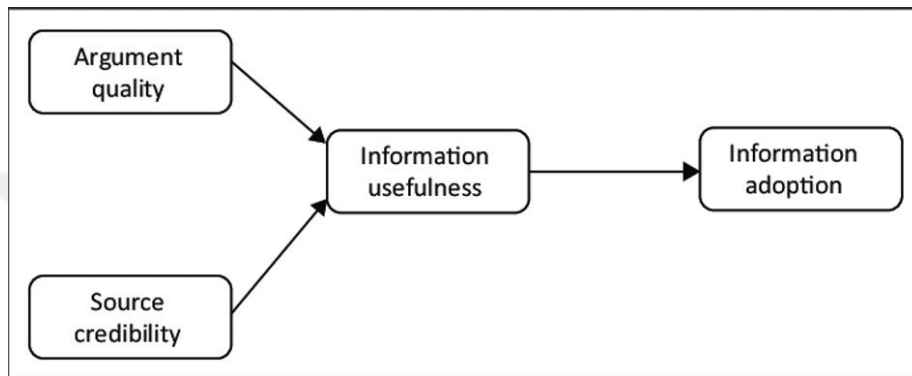 Argument
quality
Information
usefulness
Information
adoption
Source
credibility